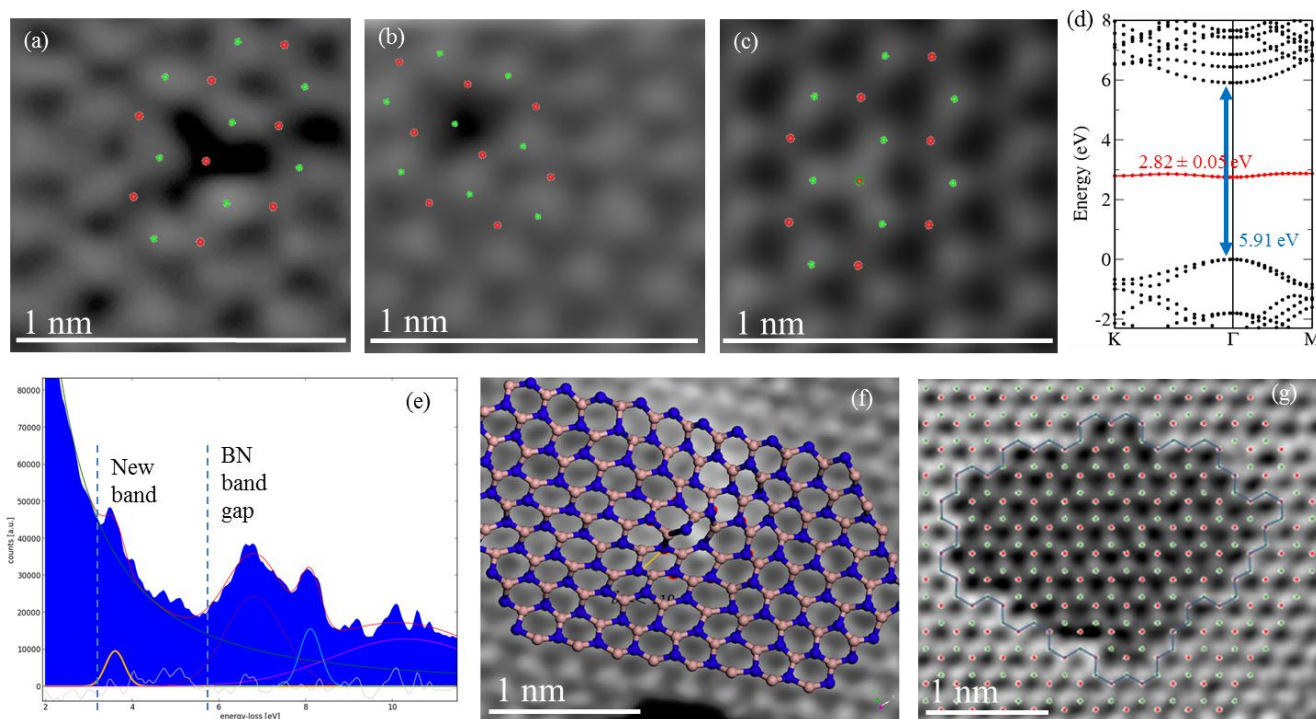 (a)
1 nm
(b)
1 nm
(c)
1 nm
(d)
8
6
4
2
0
-2
Energy (eV)
2.82 ± 0.05 eV
5.91 eV
K
Γ
M
(e)
80000
70000
60000
50000
40000
30000
20000
10000
0
counts [a.u.]
New
band
BN
band
gap
2
4
6
8
10
energy-loss [eV]
(f)
1 nm
(g)
1 nm